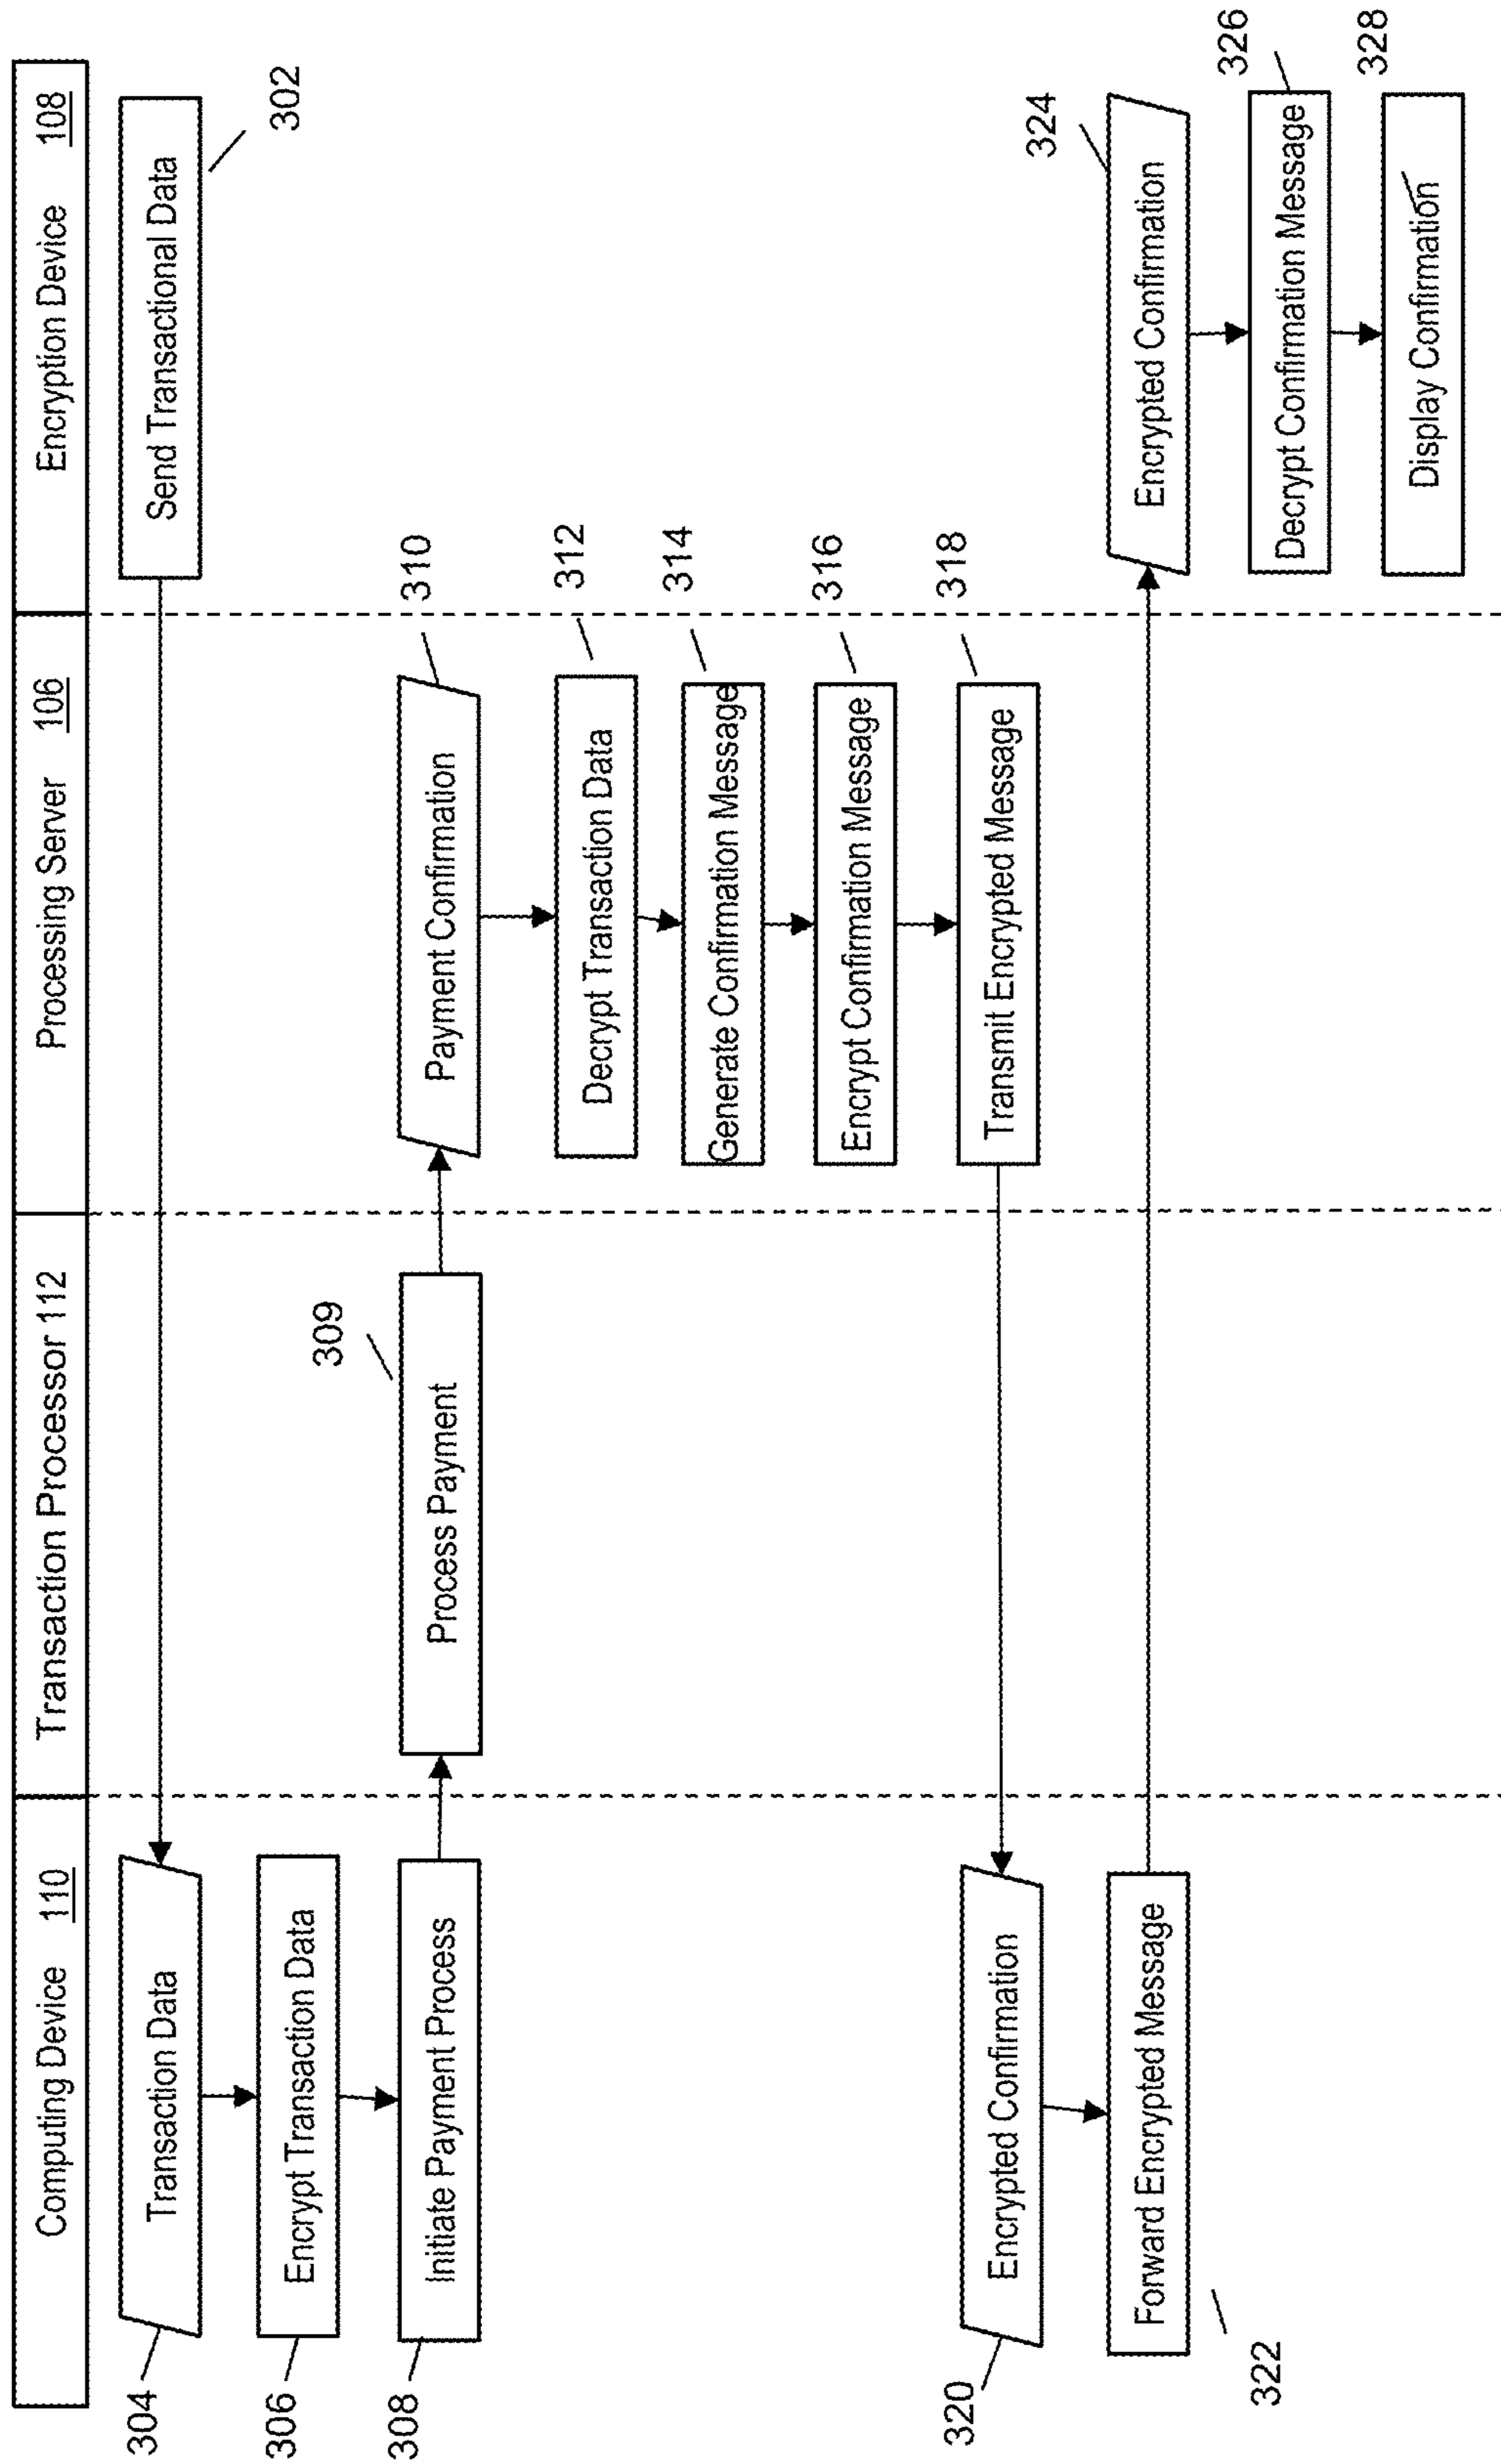 Computing Device 110
Transaction Processor 112
Processing Server 106
Encryption Device 108
Send Transactional Data
302
Transaction Data
304
Encrypt Transaction Data
306
Initiate Payment Process
308
Process Payment
309
Payment Confirmation
310
Decrypt Transaction Data
312
Generate Confirmation Message
314
Encrypt Confirmation Message
316
Transmit Encrypted Message
318
Encrypted Confirmation
320
Forward Encrypted Message
322
Encrypted Confirmation
324
Decrypt Confirmation Message
326
Display Confirmation
328